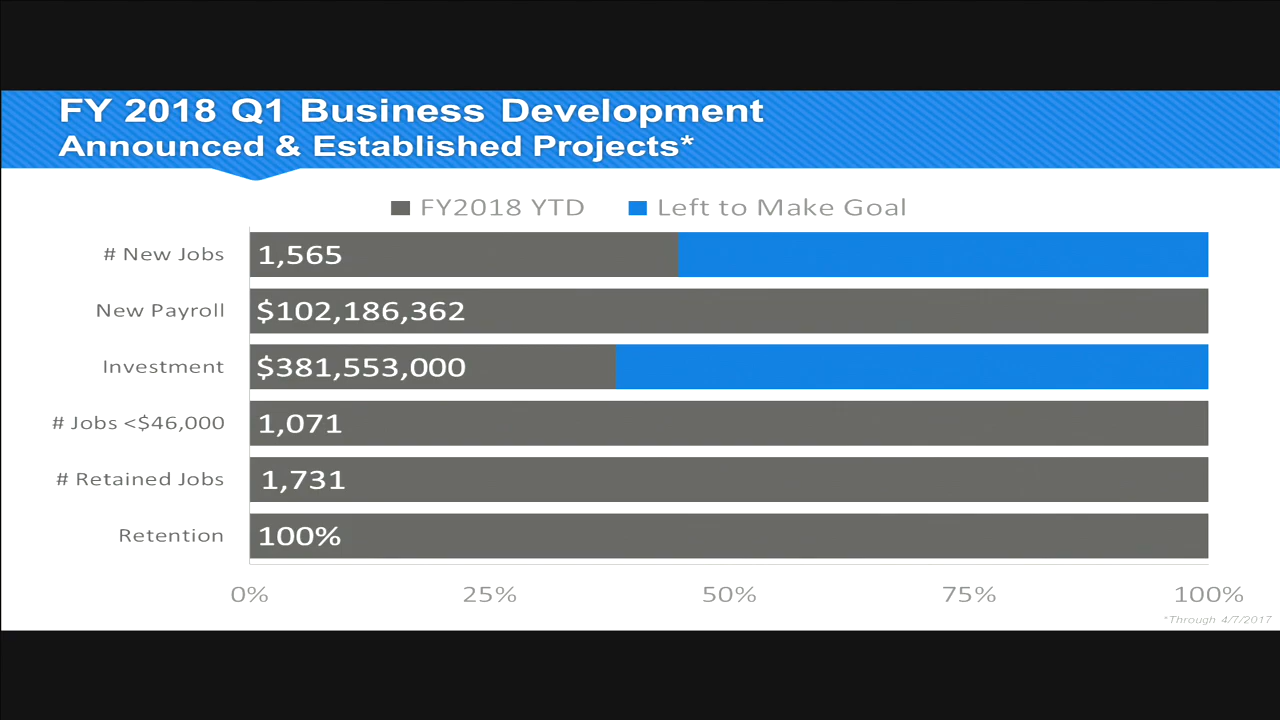 FY 2018 Q1 Business Development
Announced & Established Projects*
FY2018 YTD Left to Make Goal
# New Jobs 1,565
New Payroll $102,186,362
Investment $381,553,000
# Jobs <$46,000 1,071
# Retained Jobs 1,731
Retention 100%
0% 25% 50% 75% 100%
*Through 4/7/2017